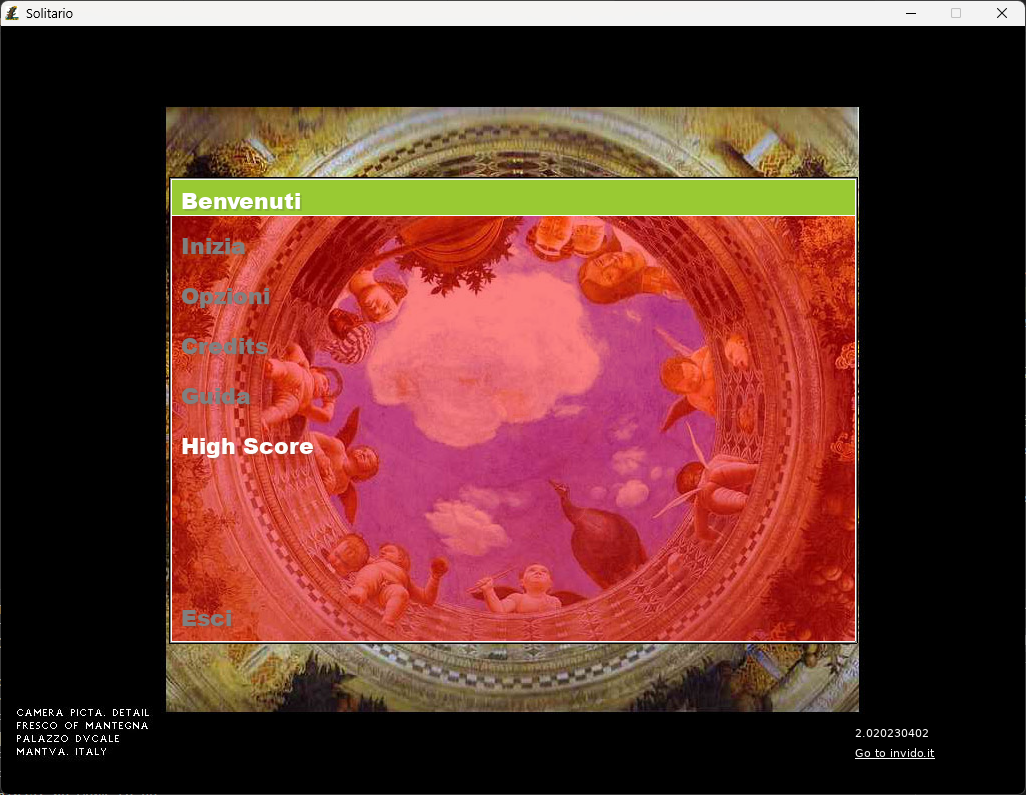 Solitario
Benvenuti
Inizia
Opzioni
Credits
Guida
High Score
Esci
CAMERA PICTA. DETAIL
FRESCO OF MANTEGNA
PALAZZO DVCALE
MANTVA. ITALY
2.020230402
Go to invido.it